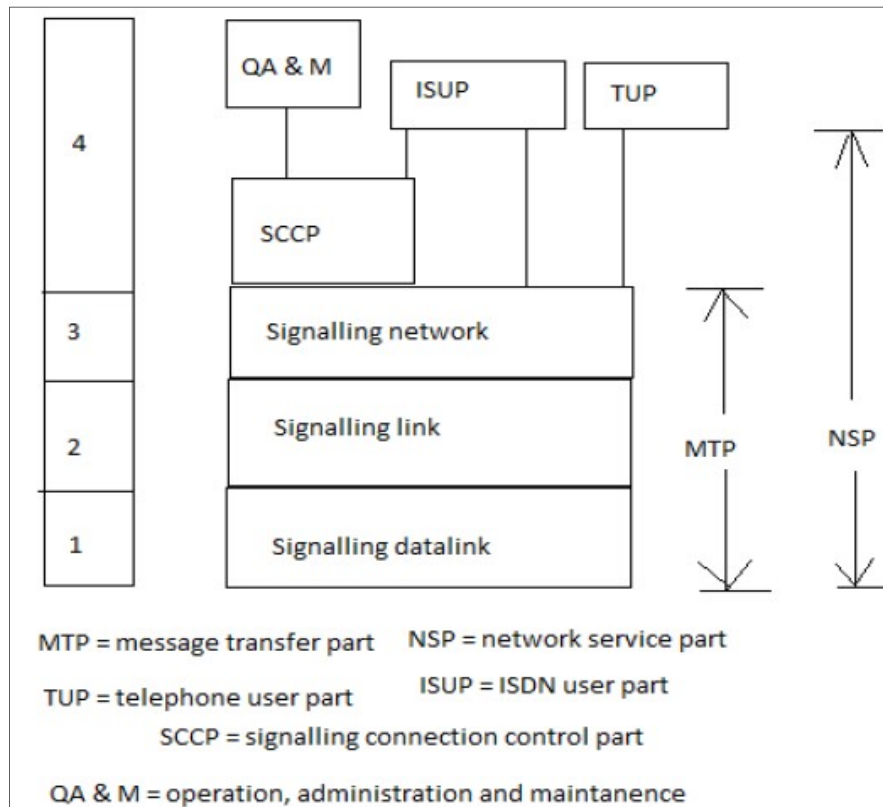 QA & M
ISUP
TUP
4
SCCP
3
Signalling network
2
Signalling link
MTP
NSP
1
Signalling datalink
MTP = message transfer part
NSP = network service part
TUP = telephone user part
ISUP = ISDN user part
SCCP = signalling connection control part
QA & M = operation, administration and maintanence